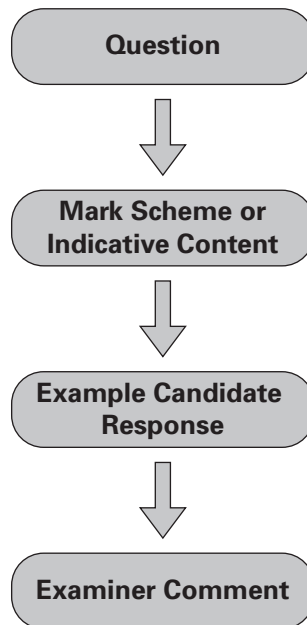 Question
Mark Scheme or
Indicative Content
Example Candidate
Response
Examiner Comment